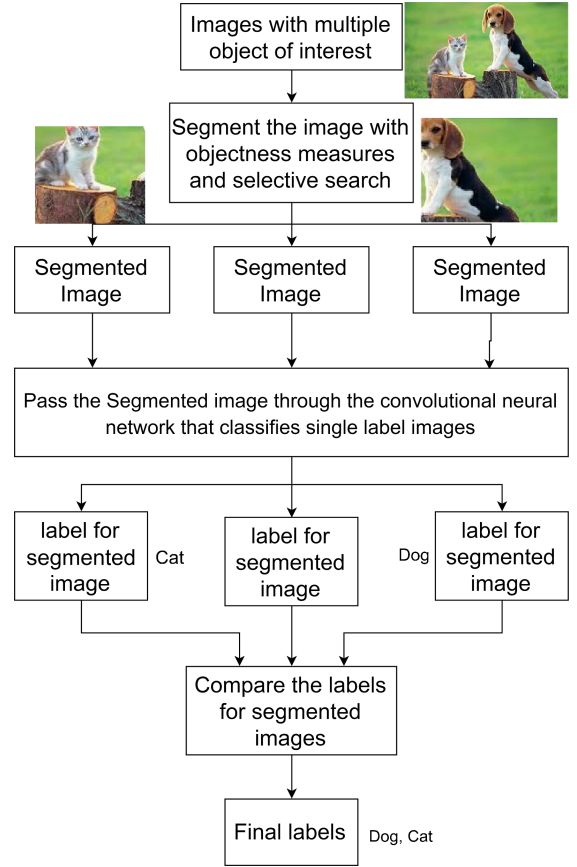 Images with multiple
object of interest
Segment the image with
objectness measures
and selective search
Segmented
Image
Segmented
Image
Segmented
Image
Pass the Segmented image through the convolutional neural
network that classifies single label images
label for
segmented
image
Cat
label for
segmented
image
Dog
label for
segmented
image
Compare the labels
for segmented
images
Final labels
Dog, Cat